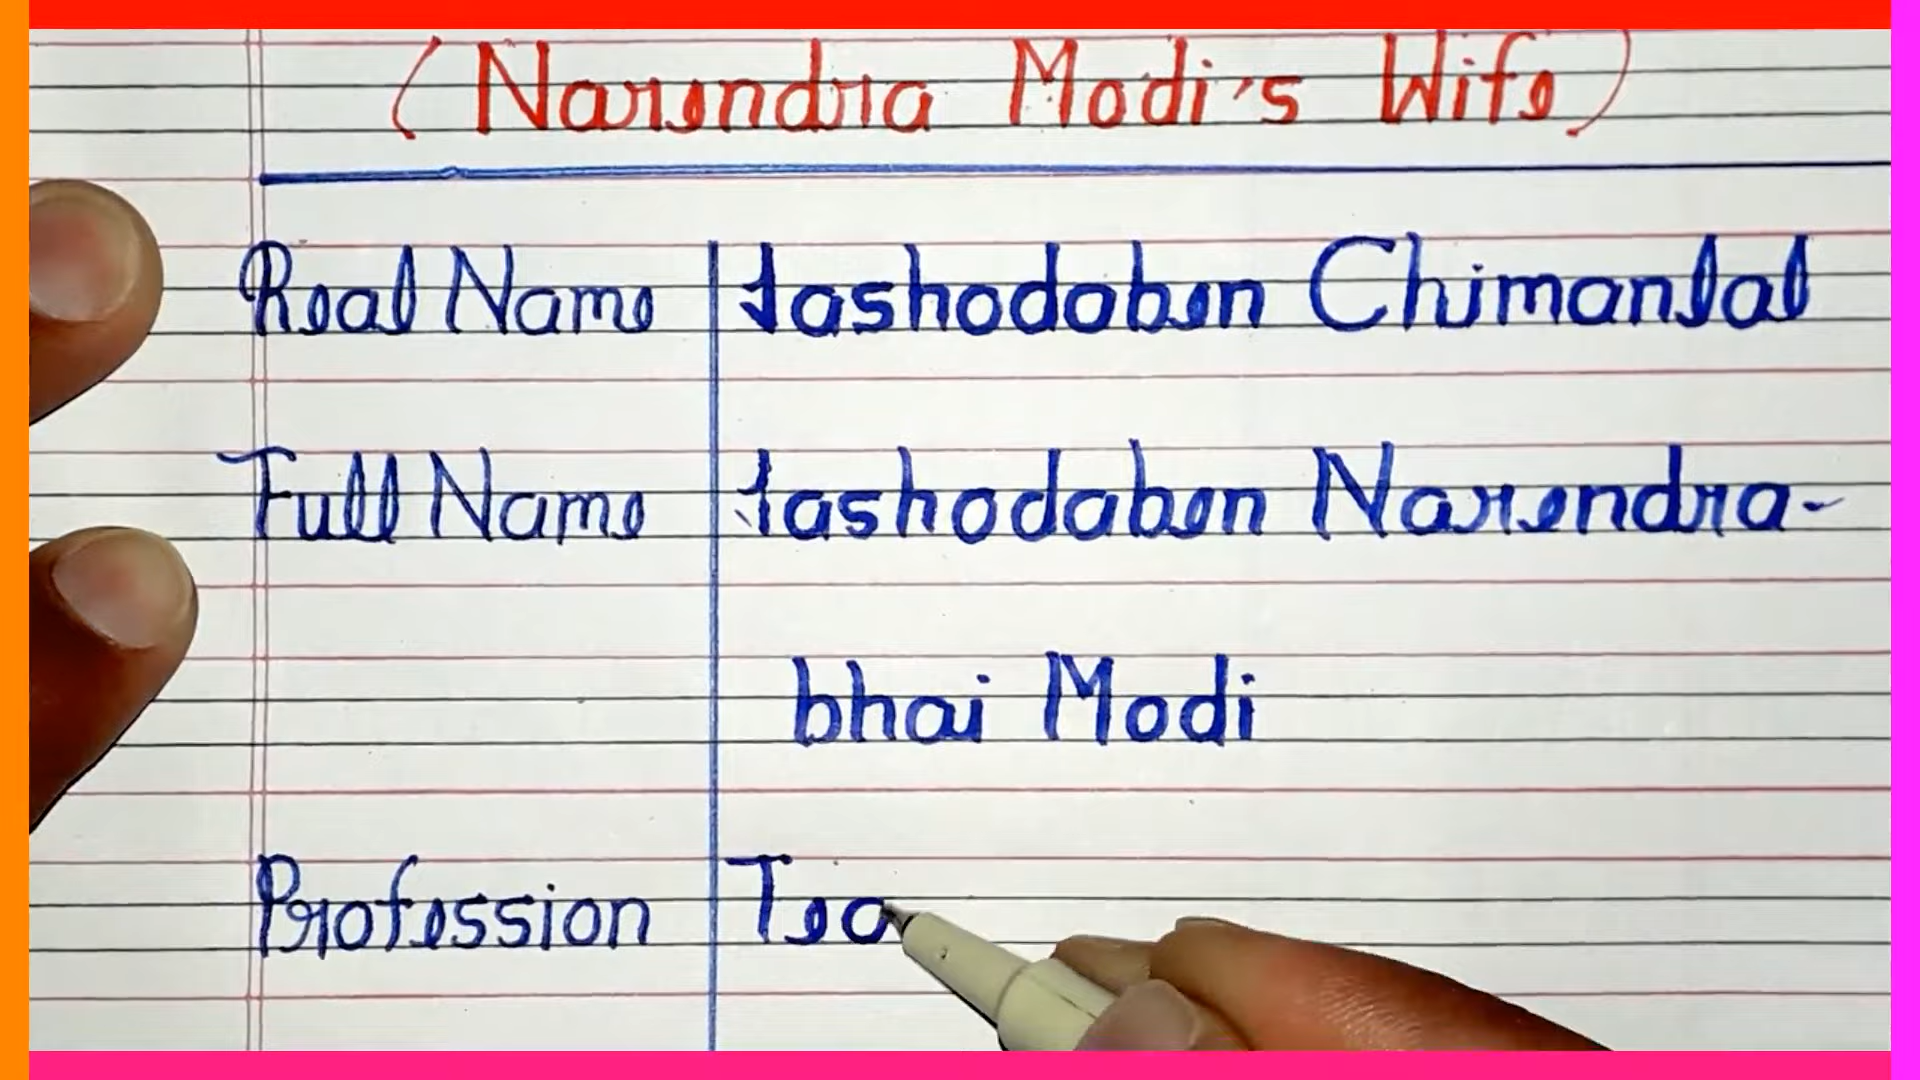 (Narendra Modi's Wife)
Real Name Jashodaben Chimanlal
Full Name Jashodaben Narendra-
bhai Modi
Profession Tea